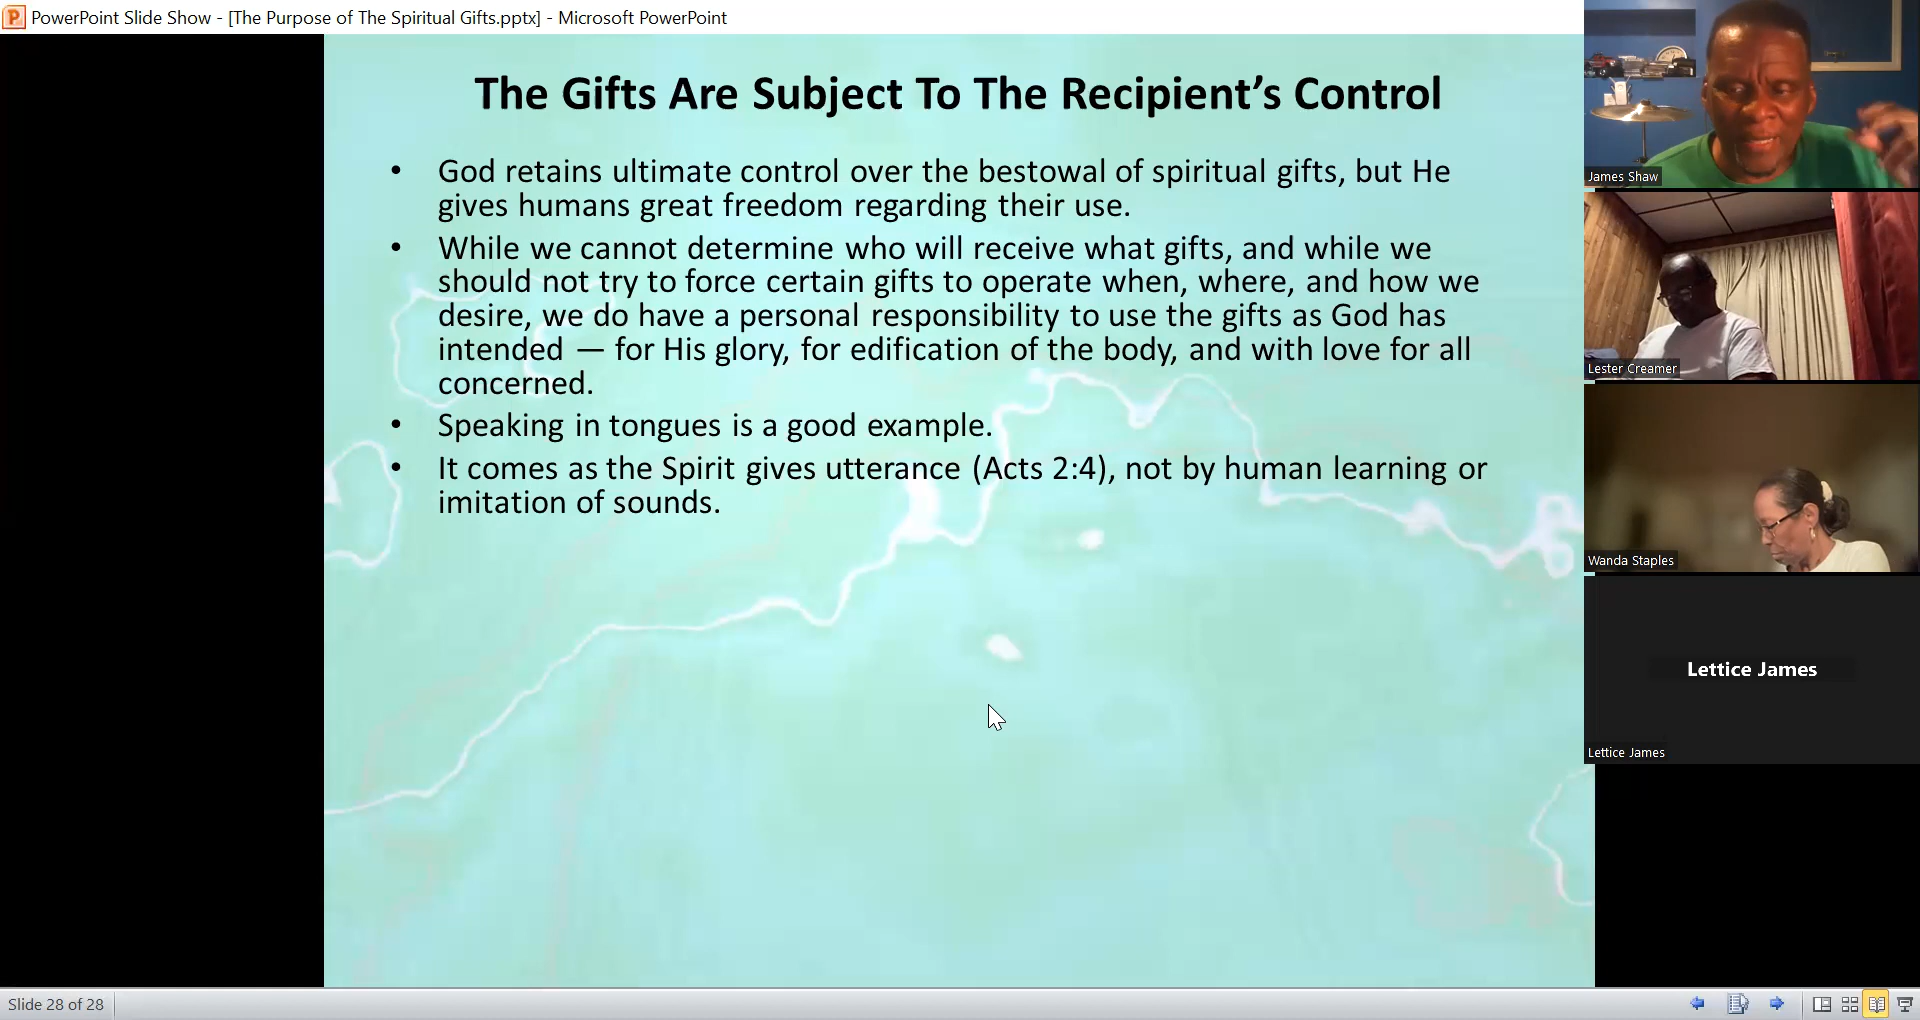 PowerPoint Slide Show - [The Purpose of The Spiritual Gifts.pptx] - Microsoft PowerPoint
The Gifts Are Subject To The Recipient’s Control
• God retains ultimate control over the bestowal of spiritual gifts, but He
gives humans great freedom regarding their use.
• While we cannot determine who will receive what gifts, and while we
should not try to force certain gifts to operate when, where, and how we
desire, we do have a personal responsibility to use the gifts as God has
intended — for His glory, for edification of the body, and with love for all
concerned.
• Speaking in tongues is a good example.
• It comes as the Spirit gives utterance (Acts 2:4), not by human learning or
imitation of sounds.
James Shaw
Lester Creamer
Wanda Staples
Lettice James
Lettice James
Slide 28 of 28